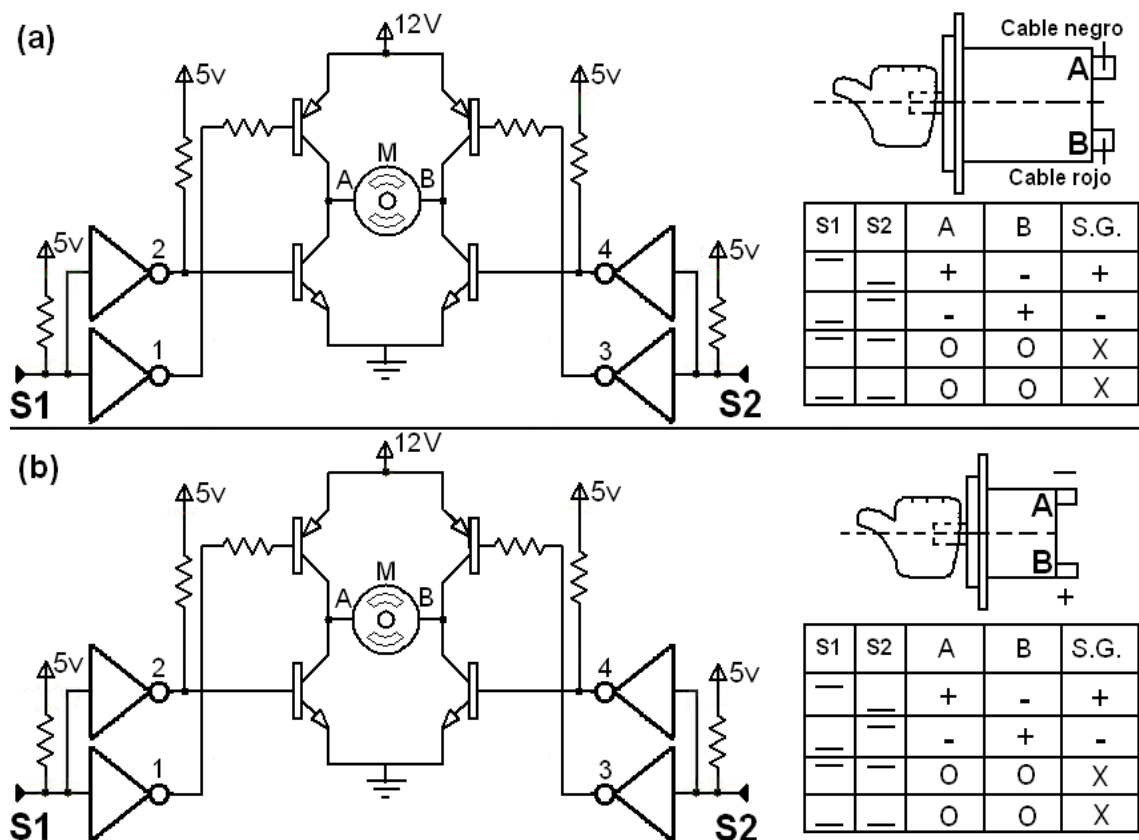 (a)
12V
5v
5v
2
1
S1
A
M
B
5v
5v
4
3
S2
Cable negro
A
B
Cable rojo
S1 S2 A B S.G.
‾ _ + - +
_ ‾ - + -
‾ ‾ O O X
_ _ O O X
(b)
12V
5v
5v
2
1
S1
A
M
B
5v
5v
4
3
S2
—
A
B
+
S1 S2 A B S.G.
‾ _ + - +
_ ‾ - + -
‾ ‾ O O X
_ _ O O X